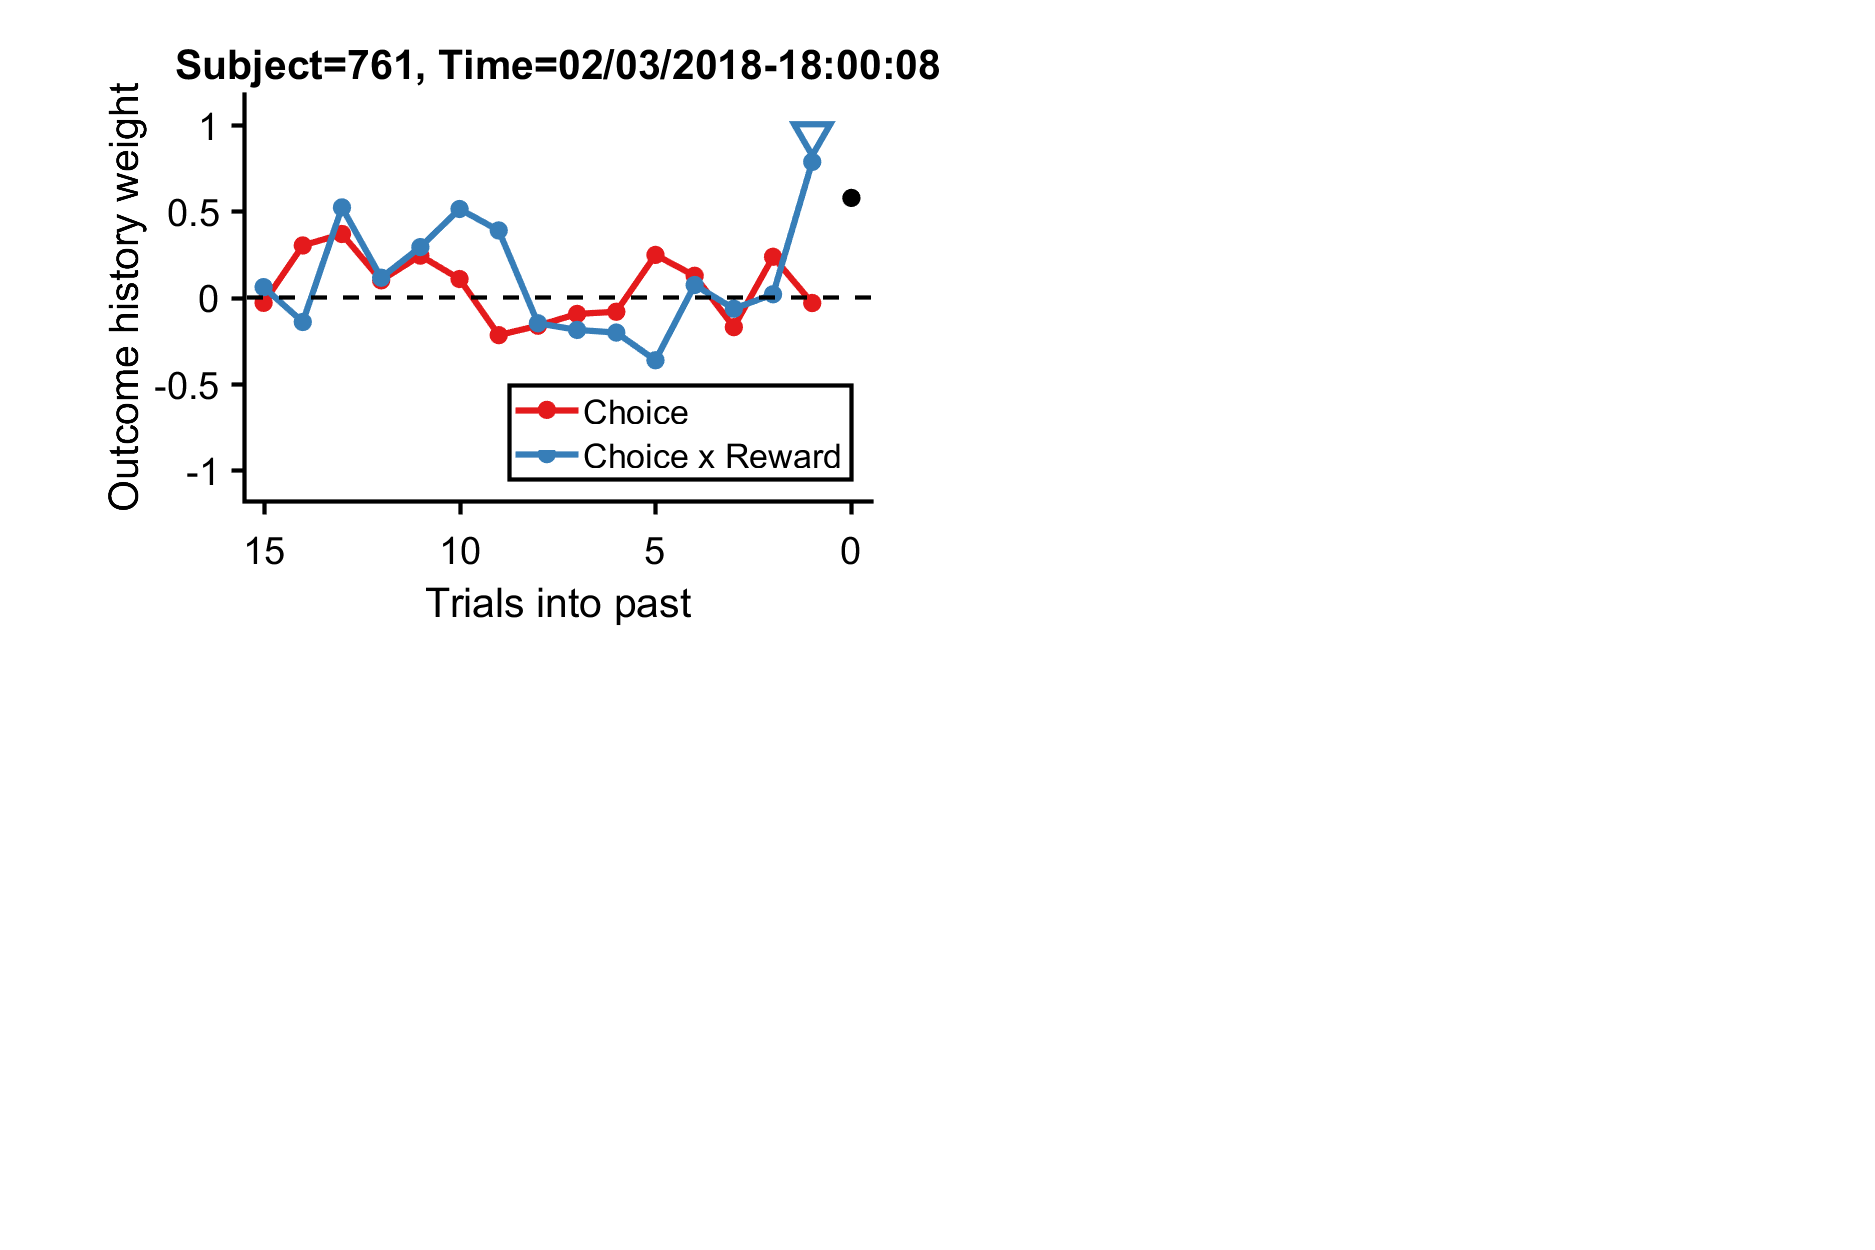 Subject=761, Time=02/03/2018-18:00:08
Outcome history weight
1
0.5
0
-0.5
-1
Choice
Choice x Reward
15 10 5 0
Trials into past